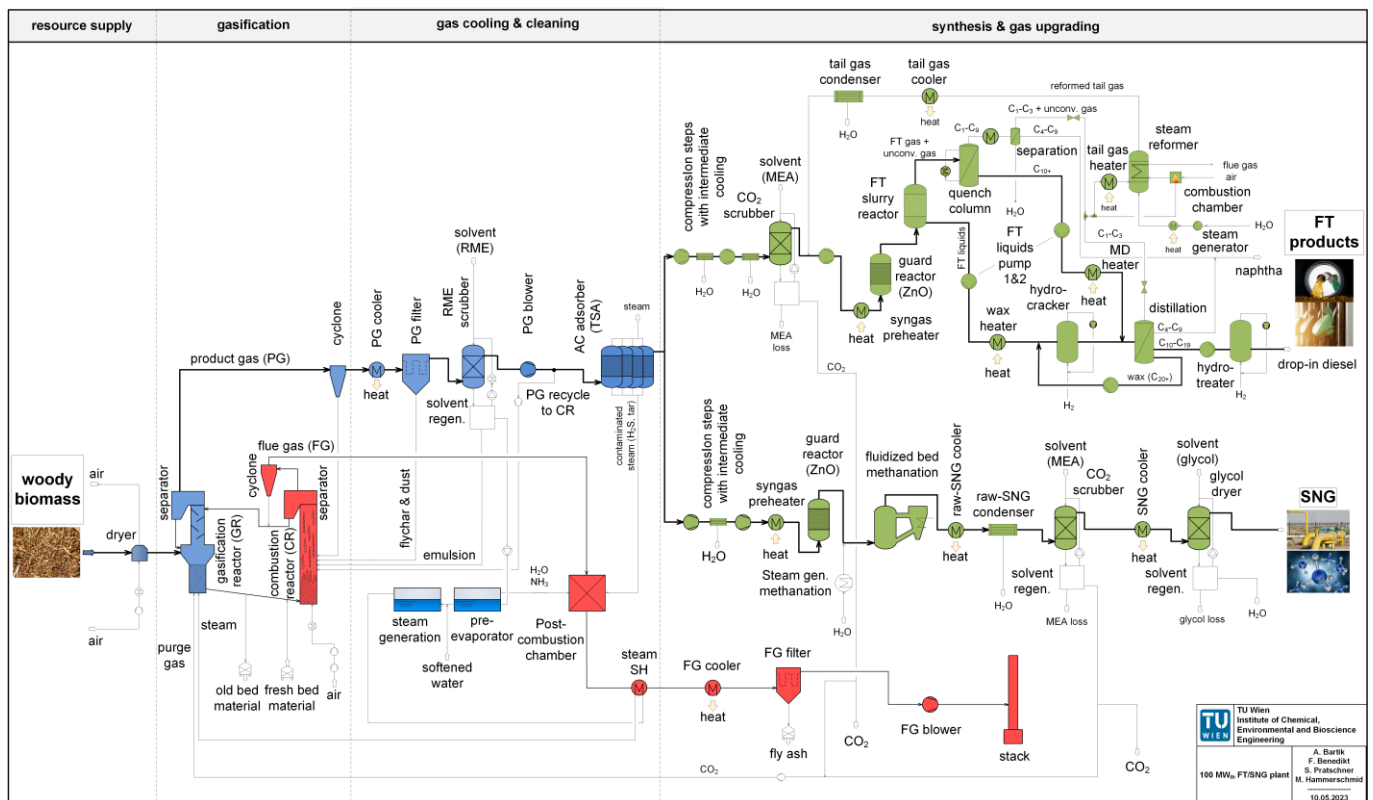 resource supply
gasification
gas cooling & cleaning
synthesis & gas upgrading
woody
biomass
air
dryer
air
separator
product gas (PG)
flue gas (FG)
cyclone
separator
gasification
reactor (GR)
combustion
reactor (CR)
steam
purge
gas
old bed
material
fresh bed
material
air
cyclone
PG cooler
heat
PG filter
solvent
(RME)
RME
scrubber
solvent
regen.
PG blower
PG recycle
to CR
AC adsorber
(TSA)
steam
contaminated
steam (H₂S, tar)
flychar & dust
emulsion
H₂O
NH₃
steam
generation
pre-
evaporator
softened
water
Post-
combustion
chamber
steam
SH
FG cooler
heat
FG filter
fly ash
FG blower
stack
CO₂
CO₂
CO₂
CO₂
compression steps
with intermediate
cooling
H₂O
H₂O
CO₂
scrubber
solvent
(MEA)
MEA
loss
tail gas
condenser
H₂O
tail gas
cooler
heat
reformed tail gas
syngas
preheater
heat
guard
reactor
(ZnO)
FT
slurry
reactor
FT gas +
unconv. gas
C₁-C₉
quench
column
C₁-C₃ + unconv. gas
C₄-C₉
separation
H₂O
C₁₀₊
FT liquids
FT
liquids
pump
1&2
wax
heater
heat
hydro-
cracker
H₂
MD
heater
heat
C₁-C₃
tail gas
heater
heat
steam
reformer
flue gas
air
combustion
chamber
H₂O
steam
generator
heat
naphtha
distillation
C₄-C₉
C₁₀-C₁₉
wax (C₂₀₊)
hydro-
treater
H₂
drop-in diesel
FT
products
compression steps
with intermediate
cooling
H₂O
syngas
preheater
heat
guard
reactor
(ZnO)
Steam gen.
methanation
H₂O
fluidized bed
methanation
raw-SNG cooler
heat
raw-SNG
condenser
H₂O
solvent
(MEA)
CO₂
scrubber
solvent
regen.
MEA loss
SNG cooler
heat
solvent
(glycol)
glycol
dryer
solvent
regen.
glycol loss
H₂O
SNG
TU
WIEN
TU Wien
Institute of Chemical,
Environmental and Bioscience
Engineering
100 MWth FT/SNG plant
A. Bartik
F. Benedikt
S. Pratschner
M. Hammerschmid
10.05.2023